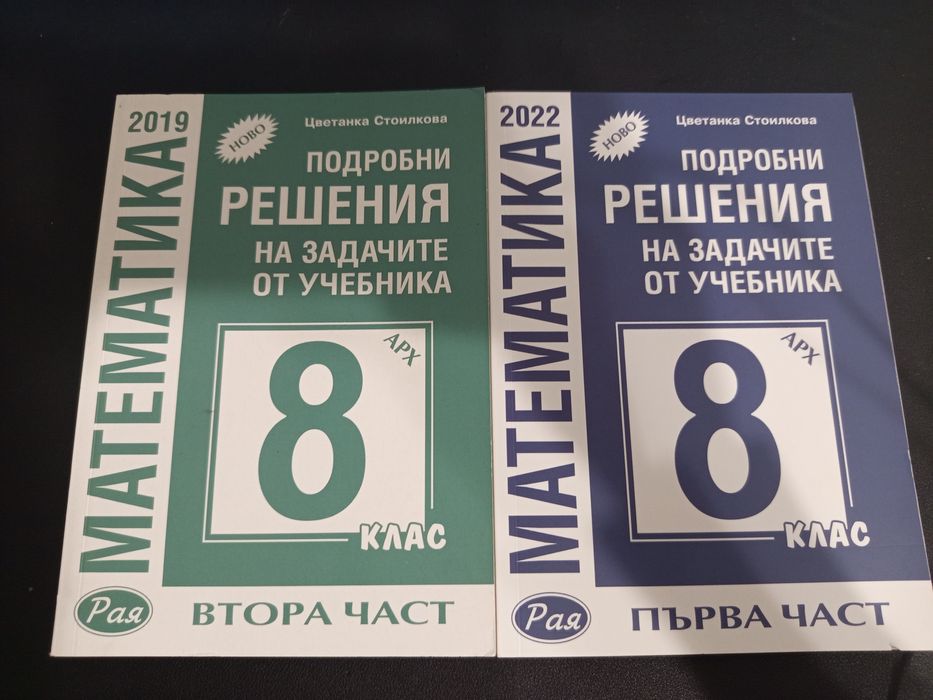 2019
МАТЕМАТИКА
НОВО
Цветанка Стоилкова
ПОДРОБНИ
РЕШЕНИЯ
НА ЗАДАЧИТЕ
ОТ УЧЕБНИКА
АРХ
8
КЛАС
Рая
ВТОРА ЧАСТ
2022
МАТЕМАТИКА
НОВО
Цветанка Стоилкова
ПОДРОБНИ
РЕШЕНИЯ
НА ЗАДАЧИТЕ
ОТ УЧЕБНИКА
АРХ
8
КЛАС
Рая
ПЪРВА ЧАСТ